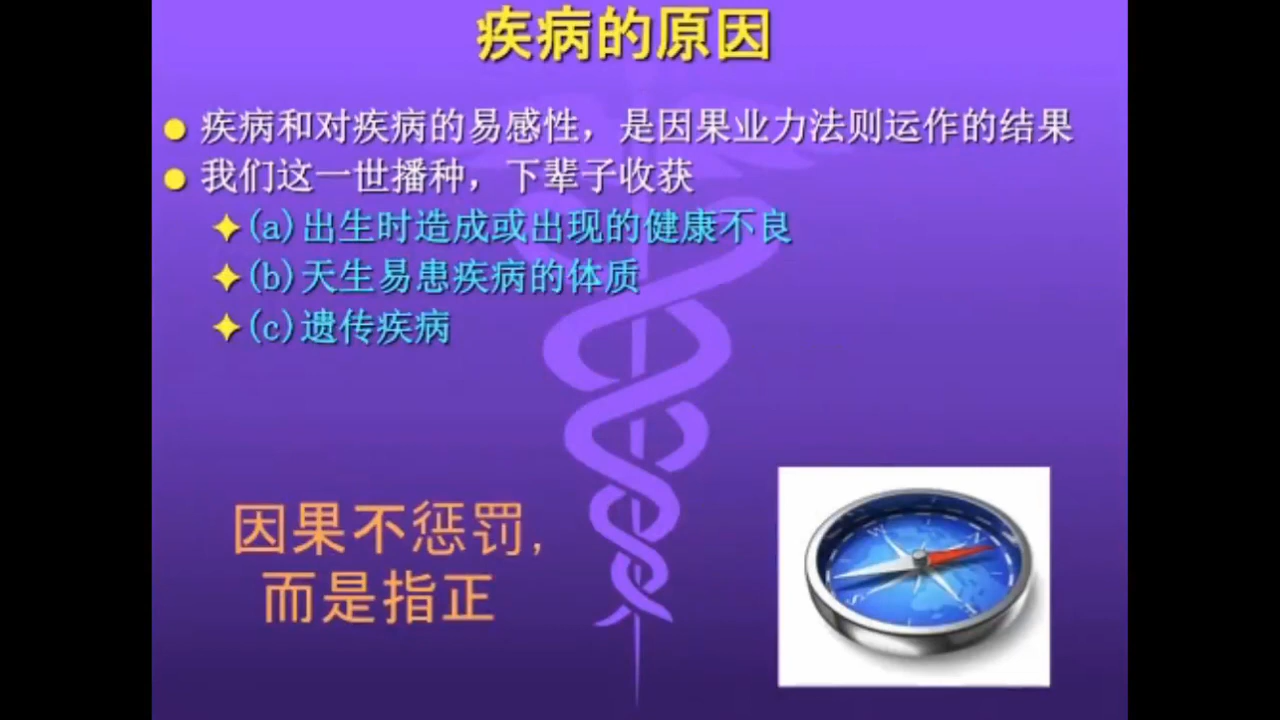 疾病的原因
疾病和对疾病的易感性，是因果业力法则运作的结果
我们这一世播种，下辈子收获
(a)出生时造成或出现的健康不良
(b)天生易患疾病的体质
(c)遗传疾病
因果不惩罚，
而是指正